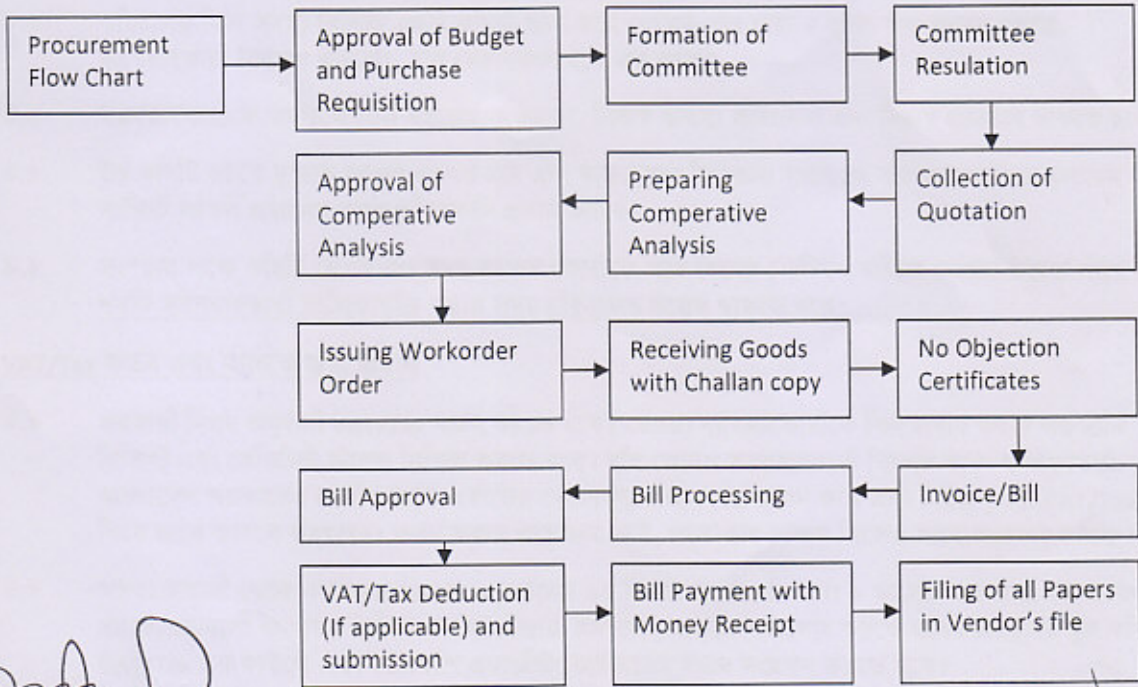 Procurement
Flow Chart
Approval of Budget
and Purchase
Requisition
Formation of
Committee
Committee
Resulation
Collection of
Quotation
Preparing
Comperative
Analysis
Approval of
Comperative
Analysis
Issuing Workorder
Order
Receiving Goods
with Challan copy
No Objection
Certificates
Invoice/Bill
Bill Processing
Bill Approval
VAT/Tax Deduction
(If applicable) and
submission
Bill Payment with
Money Receipt
Filing of all Papers
in Vendor's file